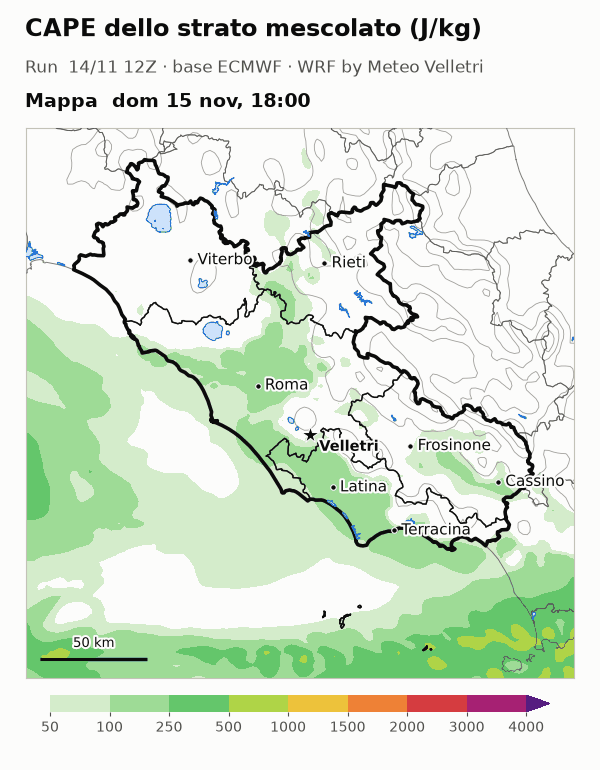 CAPE dello strato mescolato (J/kg)
Run  14/11 12Z · base ECMWF · WRF by Meteo Velletri
Mappa  dom 15 nov, 18:00
Viterbo
Rieti
Roma
Velletri
Frosinone
Cassino
Latina
Terracina
50 km
50 100 250 500 1000 1500 2000 3000 4000